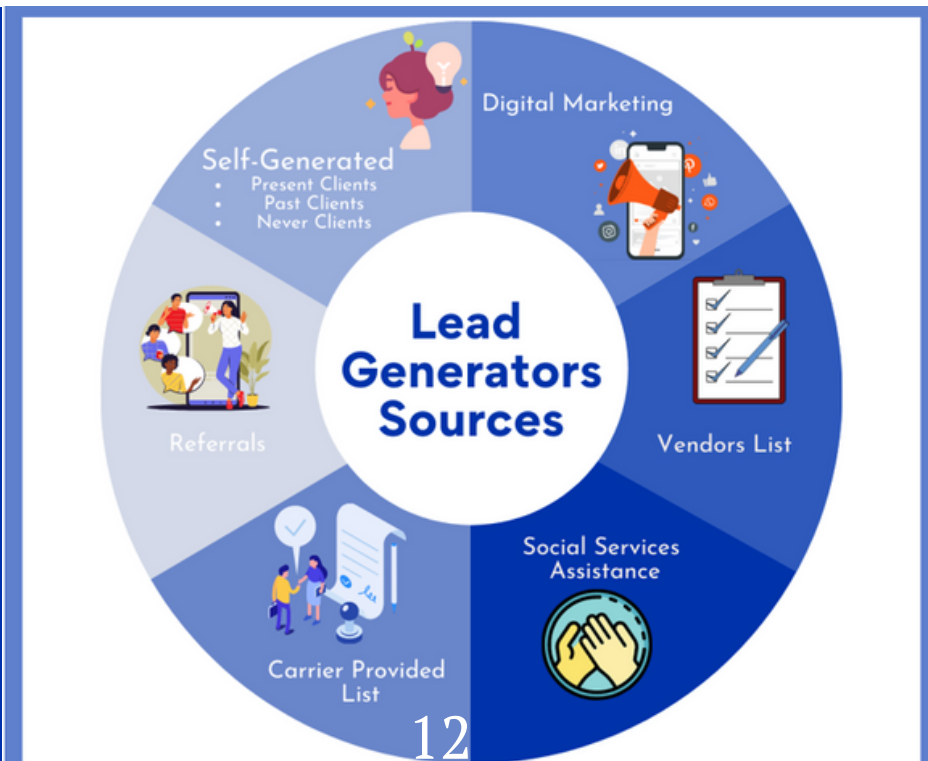 Digital Marketing
Self-Generated
• Present Clients
• Past Clients
• Never Clients
Lead
Generators
Sources
Referrals
Vendors List
Social Services
Assistance
Carrier Provided
List
12